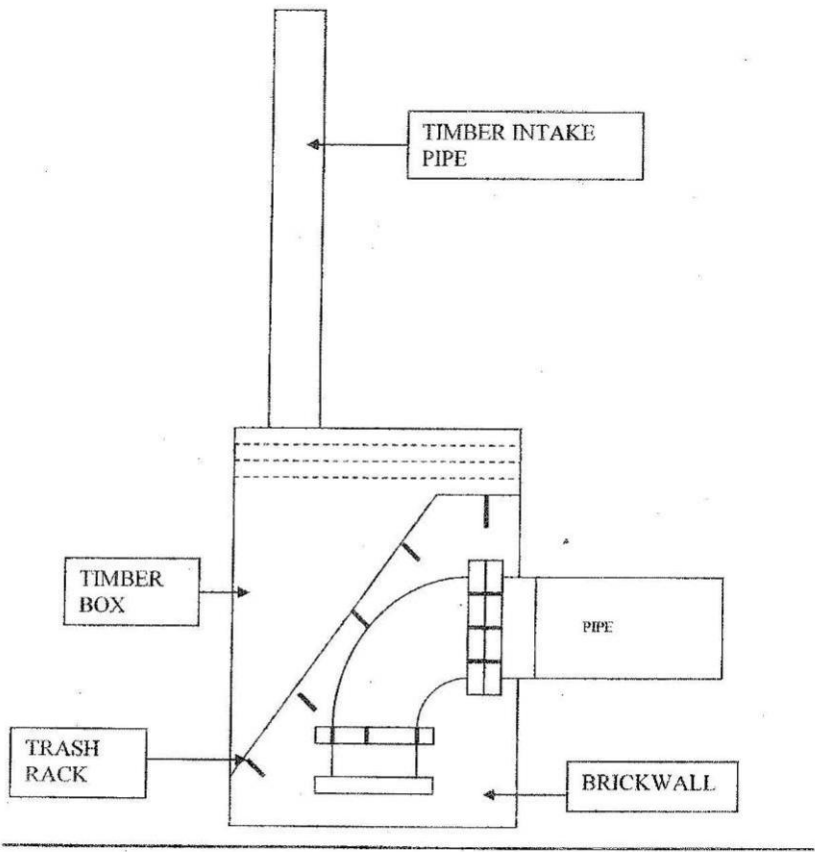 TIMBER INTAKE
PIPE
TIMBER
BOX
PIPE
TRASH
RACK
BRICKWALL